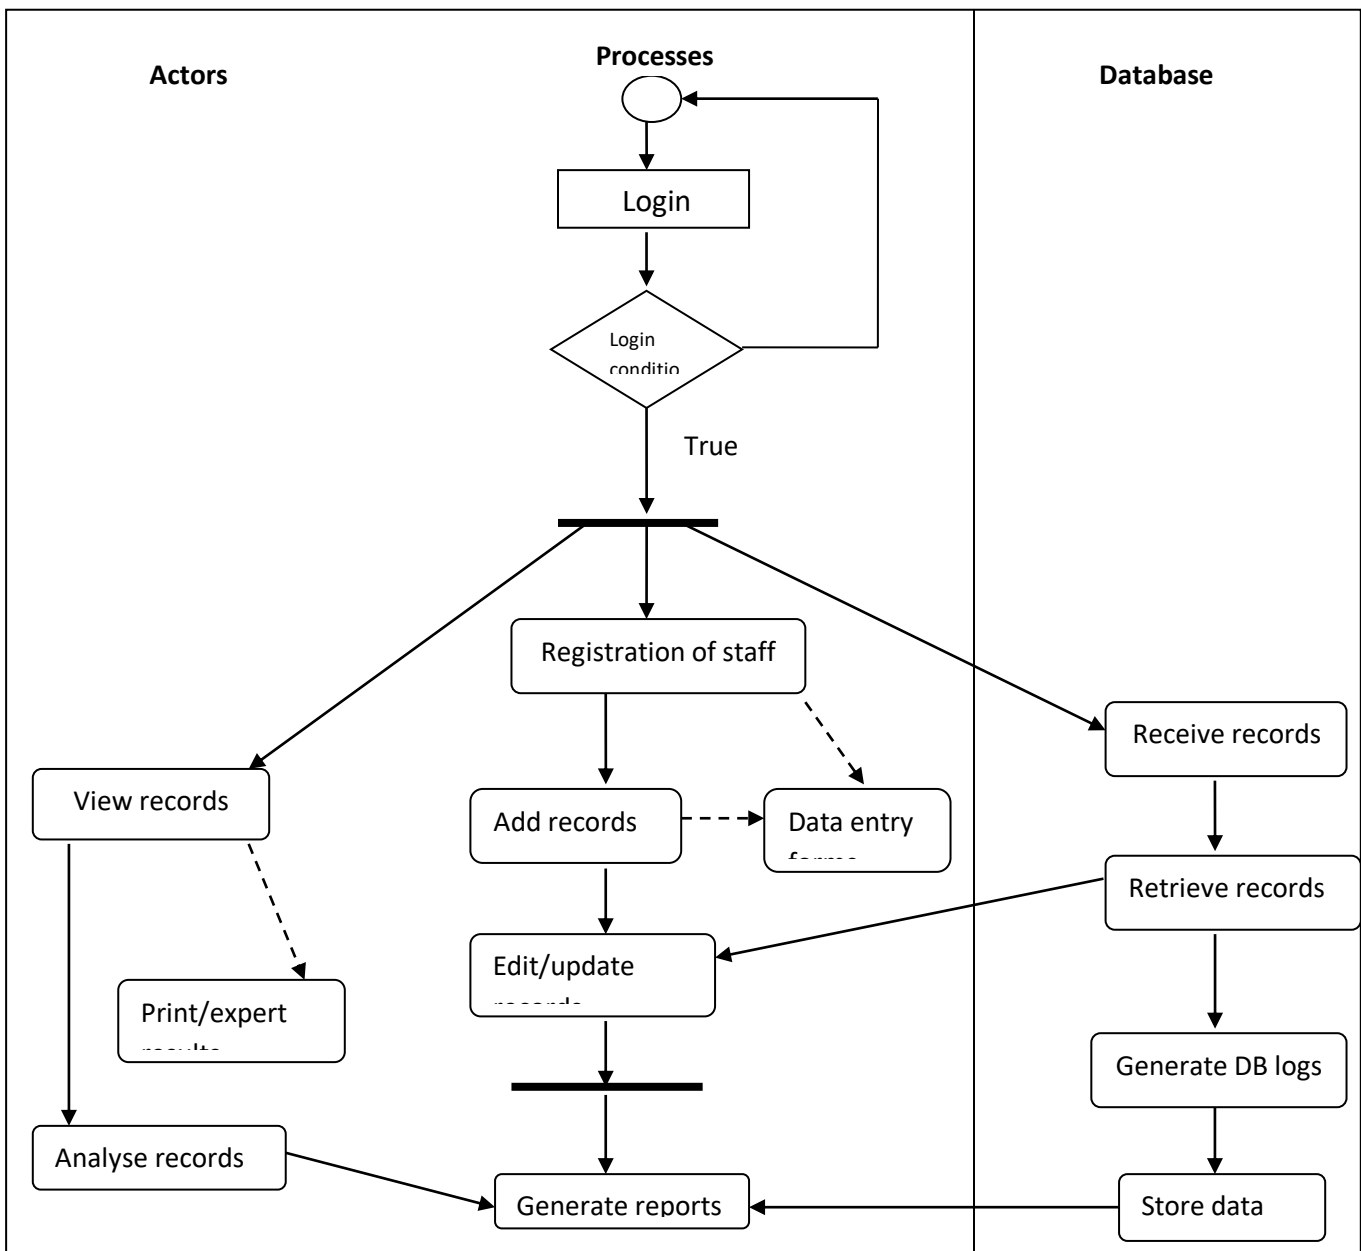 Actors
Processes
Database
Login
Login
conditio
True
Registration of staff
Receive records
View records
Add records
Data entry
Retrieve records
Edit/update
Print/expert
Generate DB logs
Analyse records
Generate reports
Store data